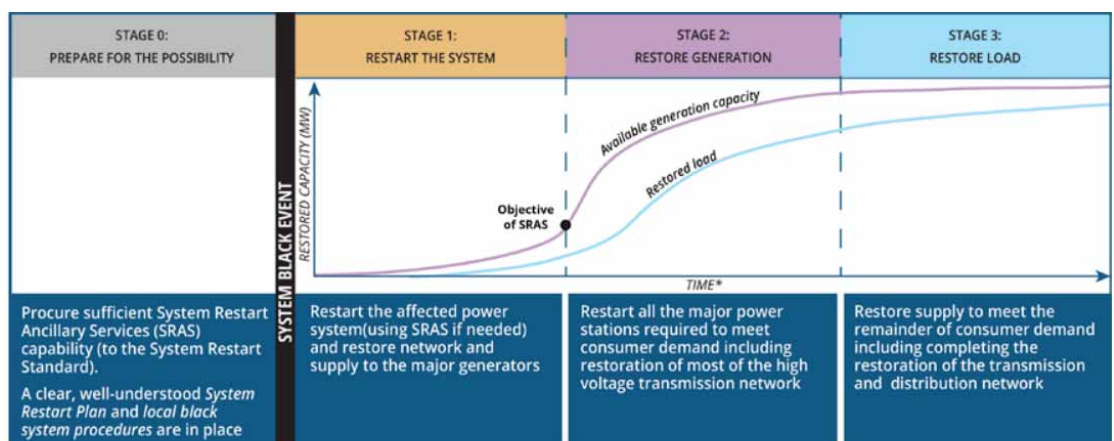 STAGE 0:
PREPARE FOR THE POSSIBILITY
STAGE 1:
RESTART THE SYSTEM
STAGE 2:
RESTORE GENERATION
STAGE 3:
RESTORE LOAD
SYSTEM BLACK EVENT
RESTORED CAPACITY (MW)
Available generation capacity
Restored load
Objective
of SRAS
TIME*
Procure sufficient System Restart
Ancillary Services (SRAS)
capability (to the System Restart
Standard).
A clear, well-understood System
Restart Plan and local black
system procedures are in place
Restart the affected power
system(using SRAS if needed)
and restore network and
supply to the major generators
Restart all the major power
stations required to meet
consumer demand including
restoration of most of the high
voltage transmission network
Restore supply to meet the
remainder of consumer demand
including completing the
restoration of the transmission
and distribution network